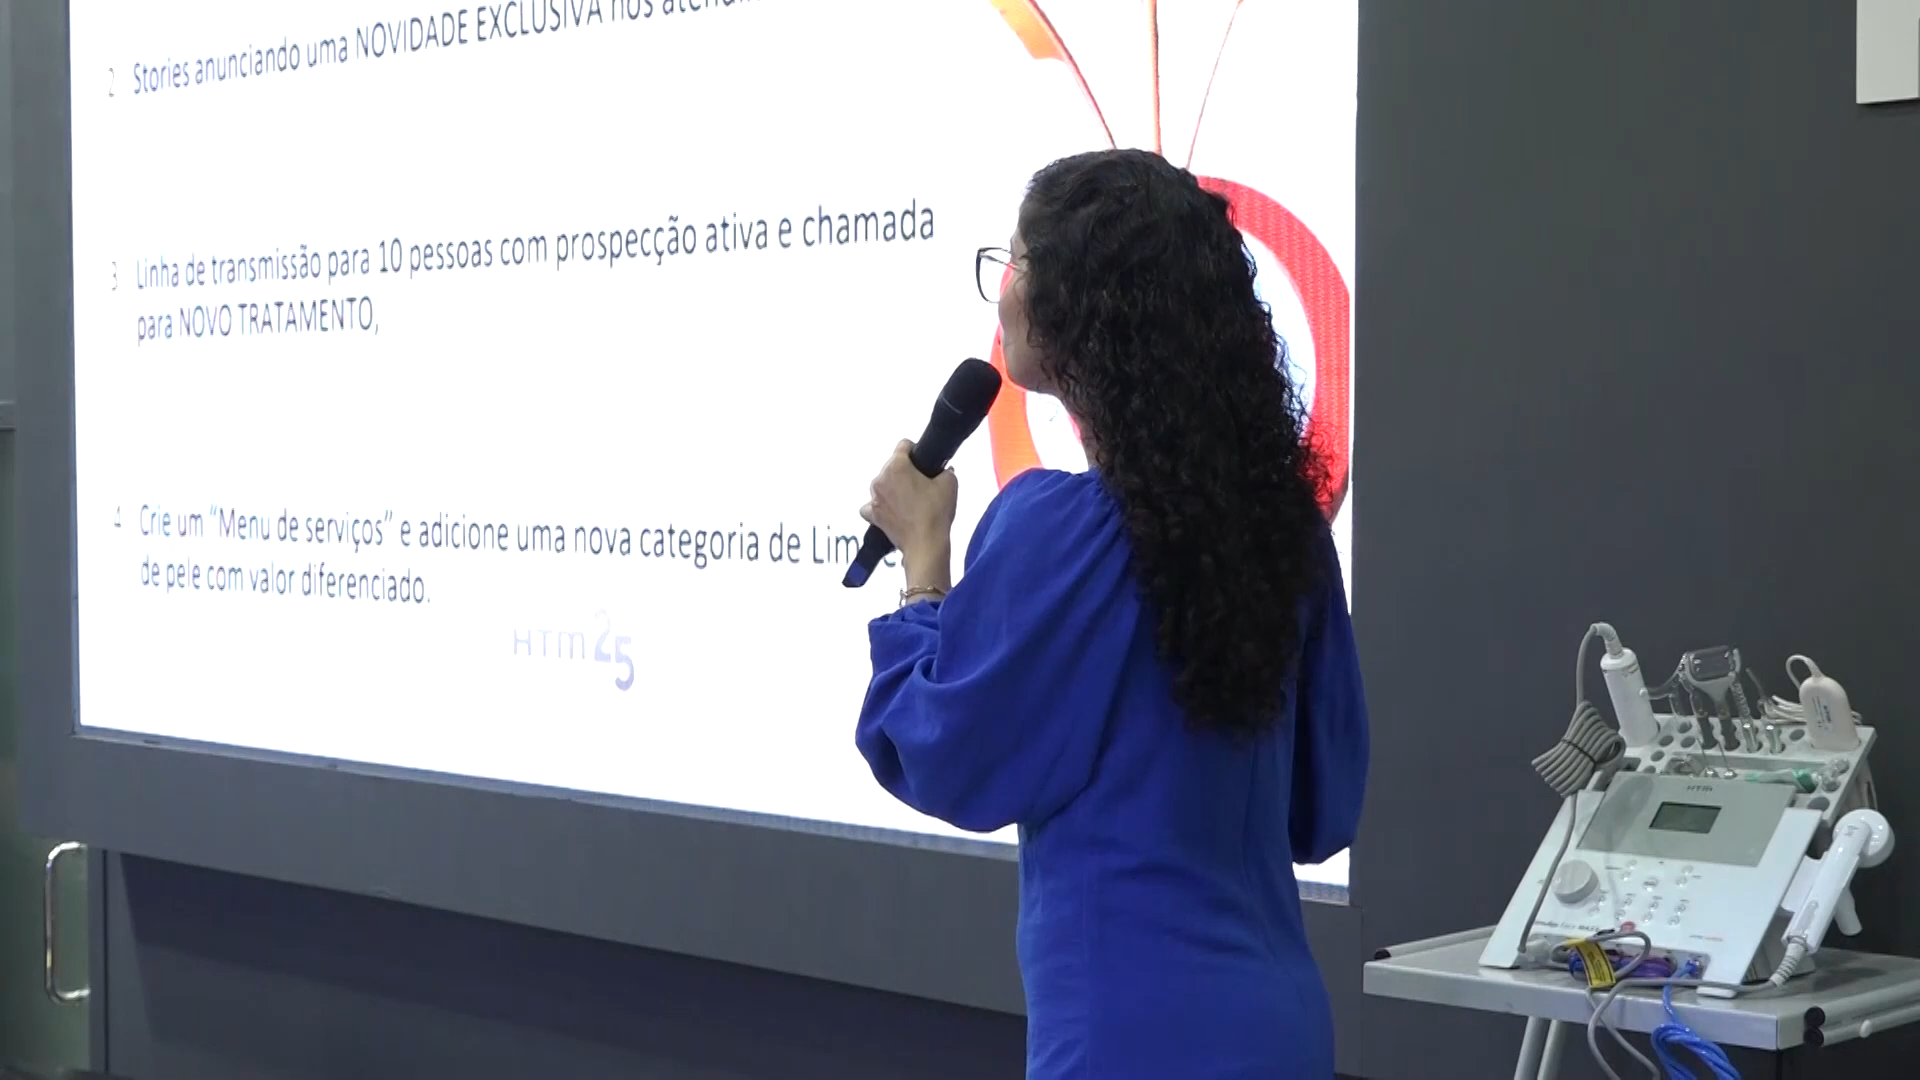 2 Stories anunciando uma NOVIDADE EXCLUSIVA nos
3 Linha de transmissão para 10 pessoas com prospecção ativa e chamada
para NOVO TRATAMENTO,
4 Crie um “Menu de serviços” e adicione uma nova categoria de
de pele com valor diferenciado.
HTM 25
HTM